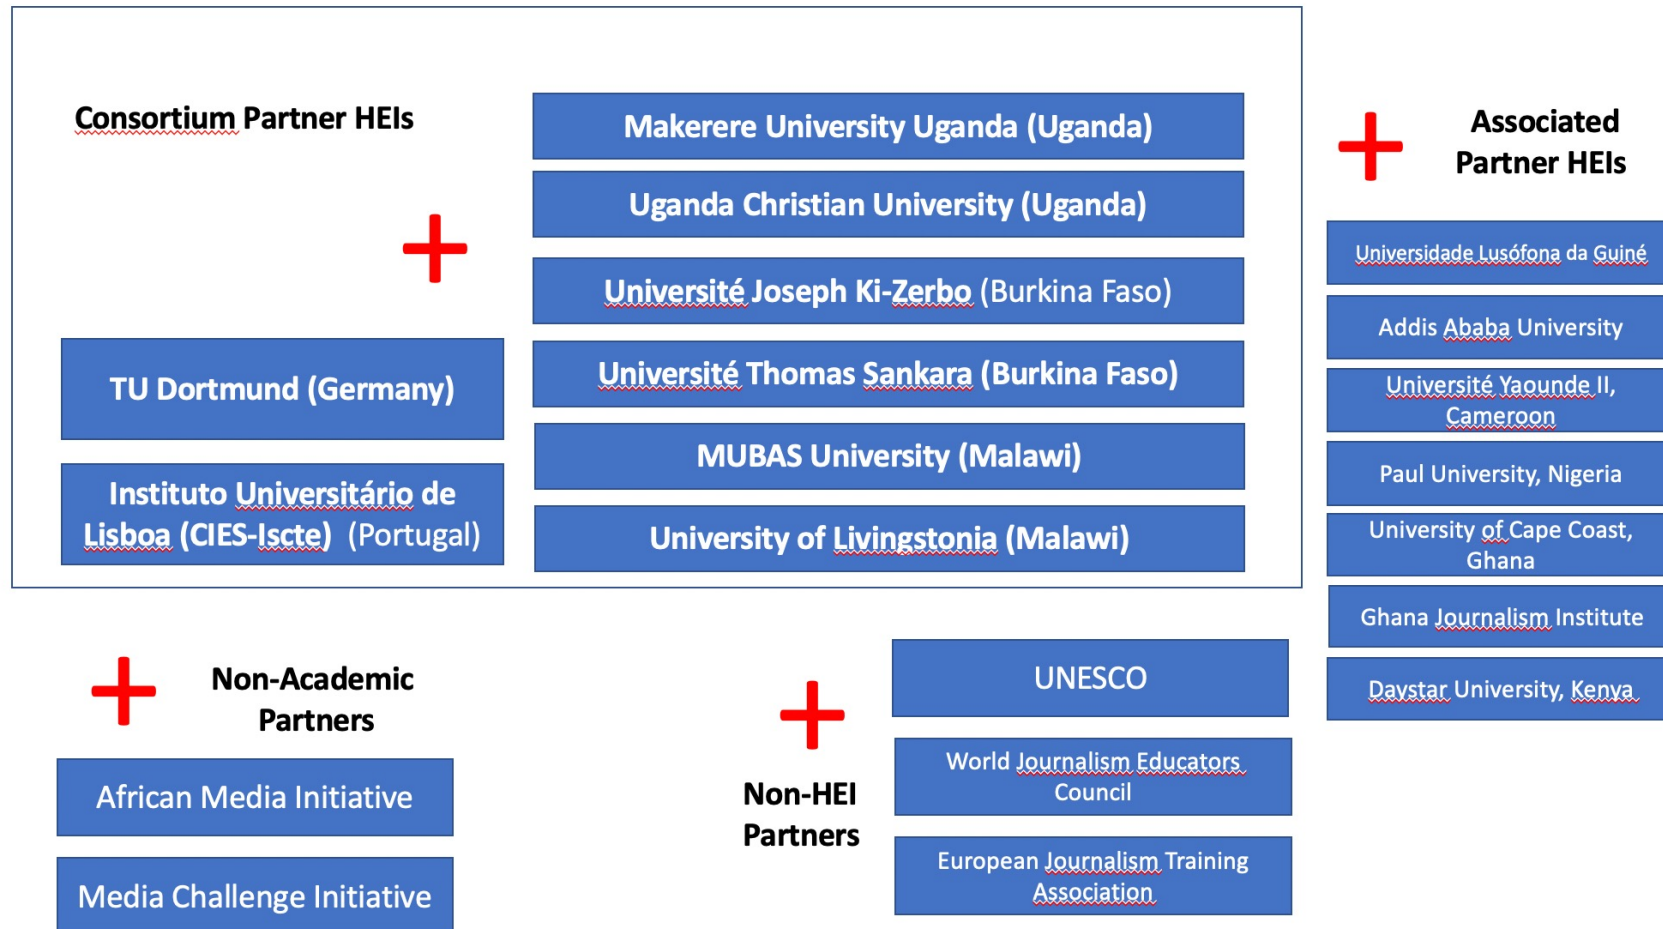 Consortium Partner HEIs
TU Dortmund (Germany)
Instituto Universitário de
Lisboa (CIES-Iscte) (Portugal)
Makerere University Uganda (Uganda)
Uganda Christian University (Uganda)
Université Joseph Ki-Zerbo (Burkina Faso)
Université Thomas Sankara (Burkina Faso)
MUBAS University (Malawi)
University of Livingstonia (Malawi)
Associated
Partner HEIs
Universidade Lusófona da Guiné
Addis Ababa University
Université Yaounde II,
Cameroon
Paul University, Nigeria
University of Cape Coast,
Ghana
Ghana Journalism Institute
Daystar University, Kenya
Non-Academic
Partners
African Media Initiative
Media Challenge Initiative
Non-HEI
Partners
UNESCO
World Journalism Educators
Council
European Journalism Training
Association